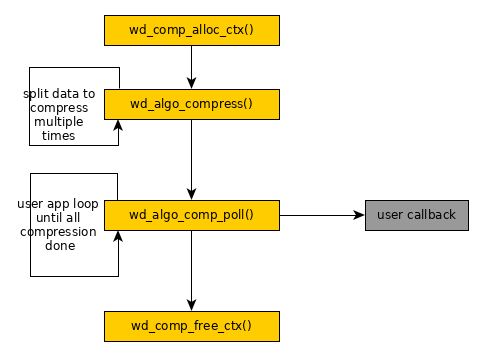 wd_comp_alloc_ctx()
split data to
compress
multiple
times
wd_algo_compress()
user app loop
until all
compression
done
wd_algo_comp_poll()
user callback
wd_comp_free_ctx()